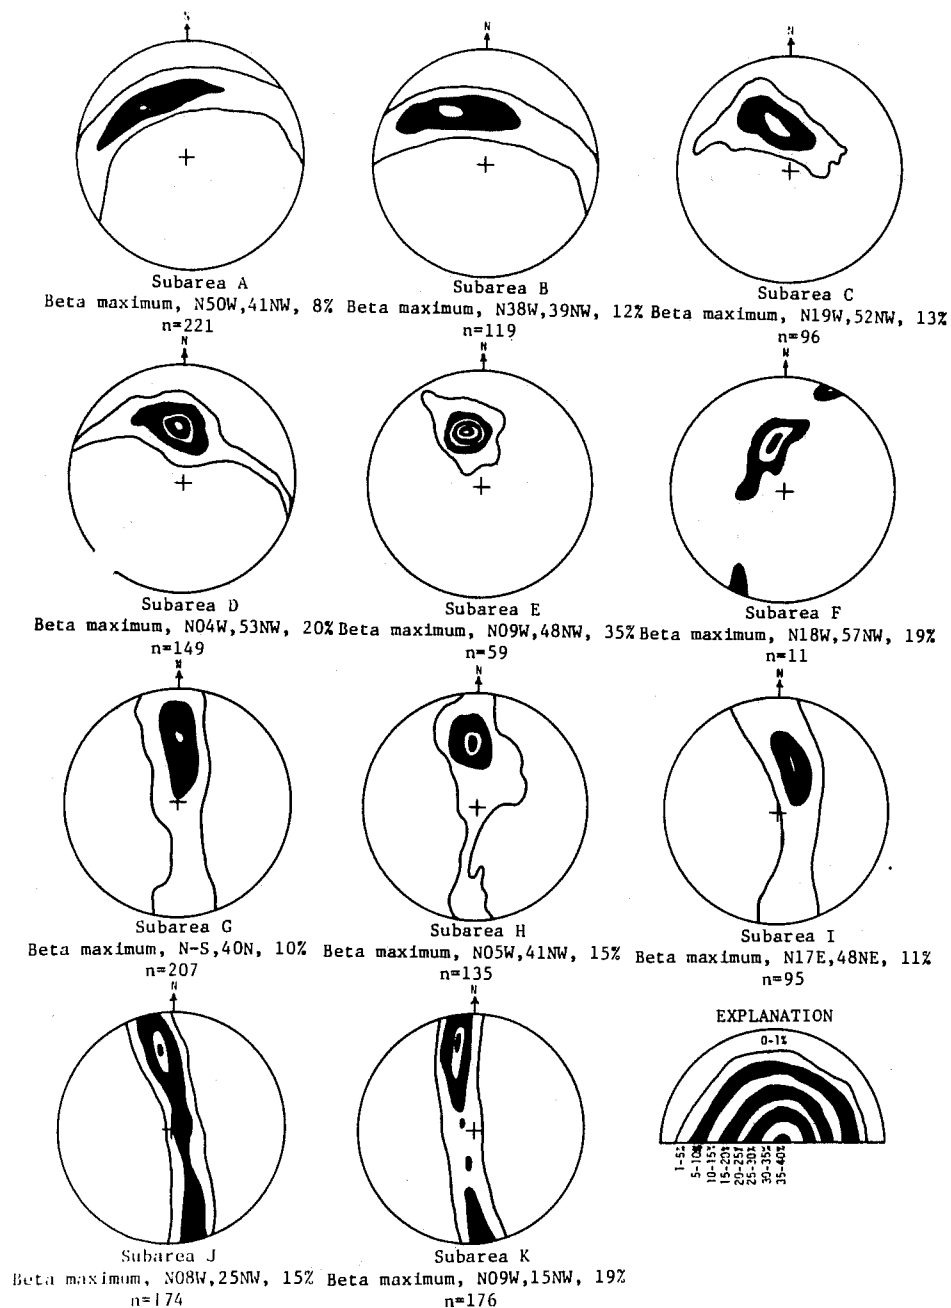 S
N
N
Subarea A
Beta maximum, N50W,41NW, 8%
n=221
Subarea B
Beta maximum, N38W,39NW, 12%
n=119
Subarea C
Beta maximum, N19W,52NW, 13%
n=96
N
N
N
Subarea D
Beta maximum, N04W,53NW, 20%
n=149
Subarea E
Beta maximum, N09W,48NW, 35%
n=59
Subarea F
Beta maximum, N18W,57NW, 19%
n=11
N
N
N
Subarea G
Beta maximum, N-S,40N, 10%
n=207
Subarea H
Beta maximum, N05W,41NW, 15%
n=135
Subarea I
Beta maximum, N17E,48NE, 11%
n=95
N
N
Subarea J
Beta maximum, N08W,25NW, 15%
n=174
Subarea K
Beta maximum, N09W,15NW, 19%
n=176
EXPLANATION
0-1%
1-5%
5-10%
10-15%
15-20%
20-25%
25-30%
30-35%
35-40%